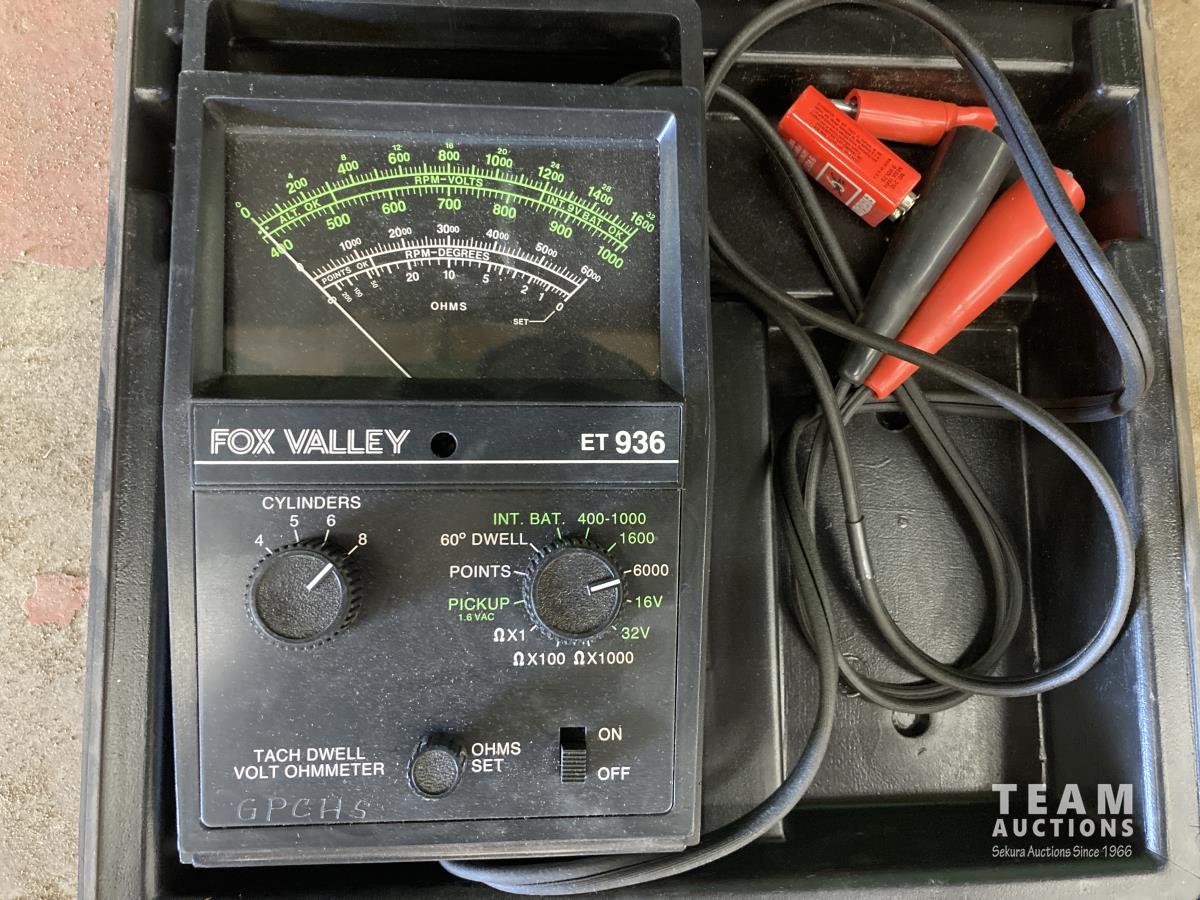 4 8 12 16 20 24 28 32
0 200 400 600 800 1000 1200 1400 1600
ALT. OK RPM-VOLTS INT. 9V BAT. OK
400 500 600 700 800 900 1000
1000 2000 3000 4000 5000 6000
POINTS OK RPM-DEGREES
200 100 50 20 10 5 2 1 0
OHMS
SET
FOX VALLEY ET 936
CYLINDERS
4 5 6 8
INT. BAT. 400-1000
60° DWELL 1600
POINTS 6000
PICKUP 16V
1.6 VAC
ΩX1 32V
ΩX100 ΩX1000
TACH DWELL
VOLT OHMMETER
OHMS
SET
ON
OFF
GPCHS
TEAM
AUCTIONS
Sekura Auctions Since 1966